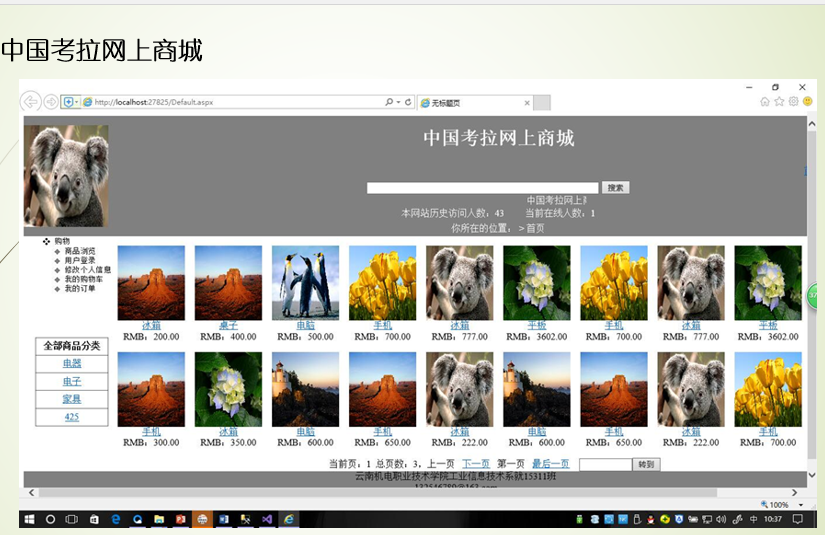 中国考拉网上商城
http://localhost:27825/Default.aspx
无标题页
中国考拉网上商城
搜索
中国考拉网上
本网站历史访问人数：43 当前在线人数：1
你所在的位置： > 首页
购物
商品浏览
用户登录
修改个人信息
我的购物车
我的订单
全部商品分类
电器
电子
家具
425
冰箱 桌子 电脑 手机 冰箱 平板 手机 冰箱 平板
RMB：200.00 RMB：400.00 RMB：500.00 RMB：700.00 RMB：777.00 RMB：3602.00 RMB：700.00 RMB：777.00 RMB：3602.00
手机 冰箱 电脑 手机 冰箱 电脑 手机 冰箱 手机
RMB：300.00 RMB：350.00 RMB：600.00 RMB：650.00 RMB：222.00 RMB：600.00 RMB：650.00 RMB：222.00 RMB：700.00
当前页：1 总页数：3，上一页 下一页 第一页 最后一页 转到
云南机电职业技术学院工业信息技术系就15311班
100%
中 10:37